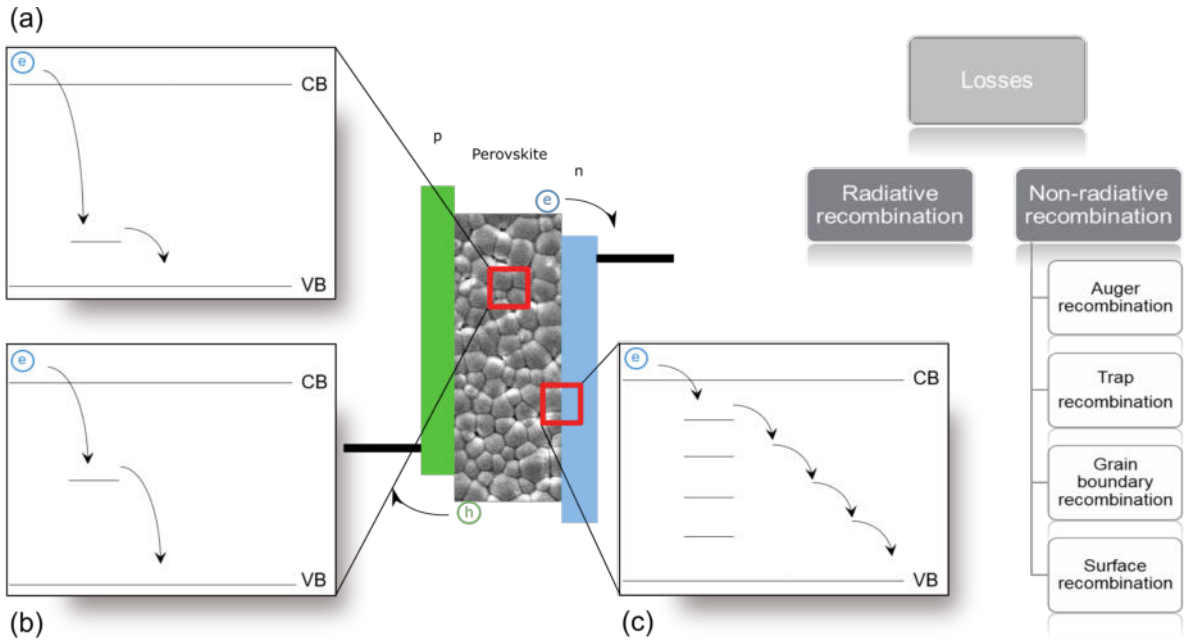 (a)
e
CB
VB
e
CB
VB
(b)
p
Perovskite
n
e
h
e
CB
VB
(c)
Losses
Radiative
recombination
Non-radiative
recombination
Auger
recombination
Trap
recombination
Grain
boundary
recombination
Surface
recombination